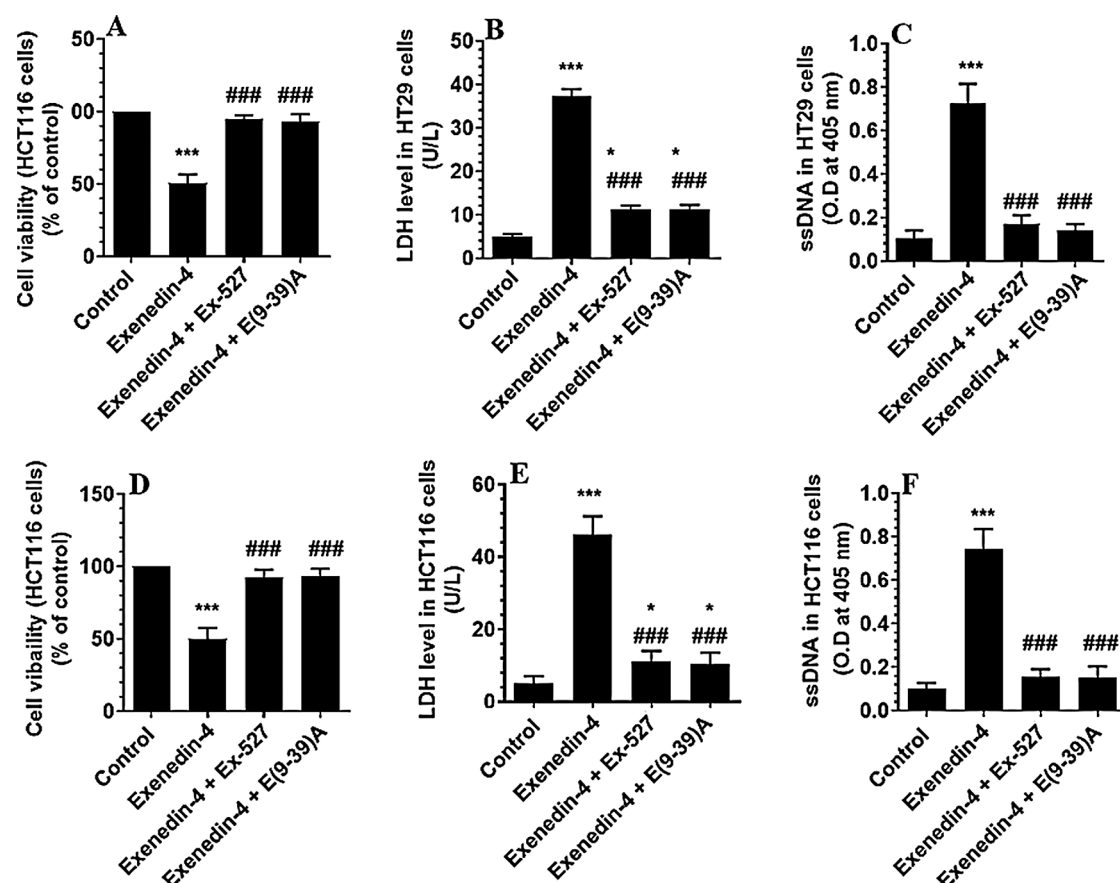 A
Cell viability (HCT116 cells)
(% of control)
00
50
00
***
###
###
Control
Exenedin-4
Exenedin-4 + Ex-527
Exenedin-4 + E(9-39)A
B
LDH level in HT29 cells
(U/L)
50
40
30
20
10
0
***
*
###
*
###
Control
Exenedin-4
Exenedin-4 + Ex-527
Exenedin-4 + E(9-39)A
C
ssDNA in HT29 cells
(O.D at 405 nm)
1.0
0.8
0.6
0.4
0.2
0.0
***
###
###
Control
Exenedin-4
Exenedin-4 + Ex-527
Exenedin-4 + E(9-39)A
D
Cell vibaility (HCT116 cells)
(% of control)
150
100
50
0
***
###
###
Control
Exenedin-4
Exenedin-4 + Ex-527
Exenedin-4 + E(9-39)A
E
LDH level in HCT116 cells
(U/L)
60
40
20
0
***
*
###
*
###
Control
Exenedin-4
Exenedin-4 + Ex-527
Exenedin-4 + E(9-39)A
F
ssDNA in HCT116 cells
(O.D at 405 nm)
1.0
0.8
0.6
0.4
0.2
0.0
***
###
###
Control
Exenedin-4
Exenedin-4 + Ex-527
Exenedin-4 + E(9-39)A